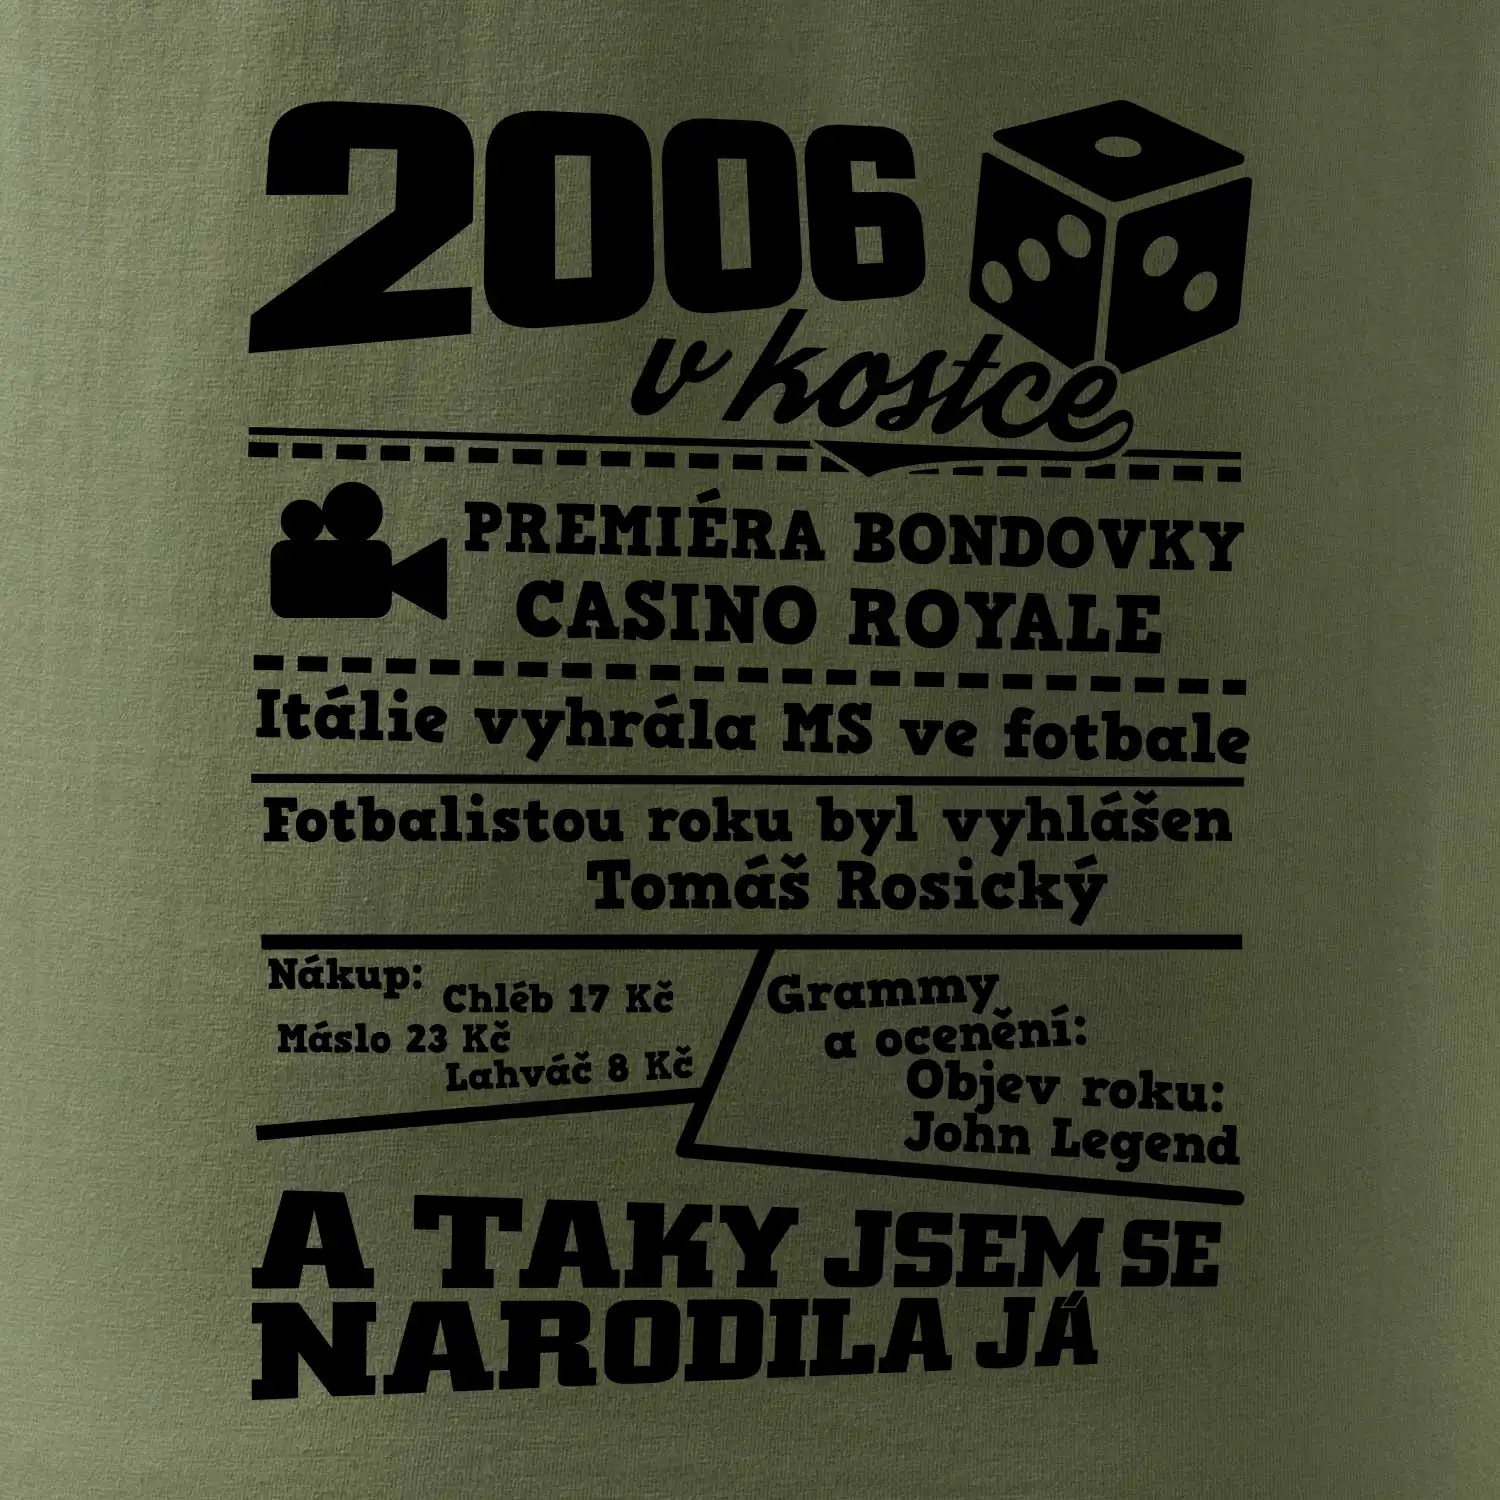 2006
v kostce
PREMIÉRA BONDOVKY
CASINO ROYALE
Itálie vyhrála MS ve fotbale
Fotbalistou roku byl vyhlášen
Tomáš Rosický
Nákup:
Chléb 17 Kč
Máslo 23 Kč
Lahváč 8 Kč
Grammy
a ocenění:
Objev roku:
John Legend
A TAKY JSEM SE
NARODILA JÁ